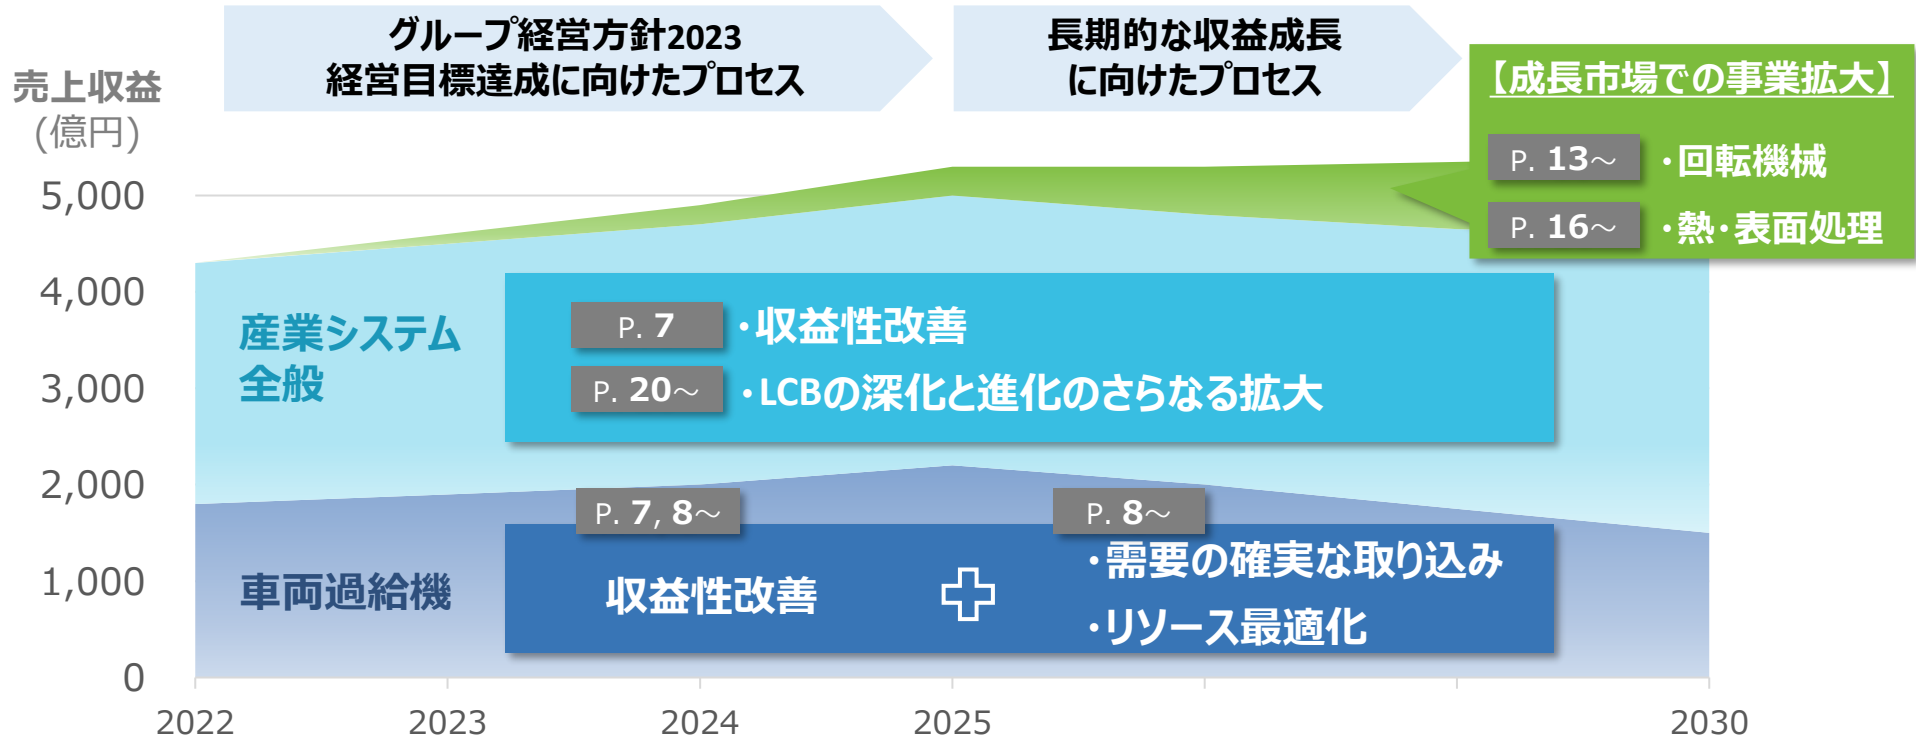 グループ経営方針2023
経営目標達成に向けたプロセス
長期的な収益成長
に向けたプロセス
売上収益
(億円)
【成長市場での事業拡大】
P. 13～ ・回転機械
P. 16～ ・熱・表面処理
5,000
4,000
3,000
2,000
1,000
0
産業システム
全般
P. 7 ・収益性改善
P. 20～ ・LCBの深化と進化のさらなる拡大
P. 7, 8～
P. 8～
車両過給機
収益性改善
・需要の確実な取り込み
・リソース最適化
2022 2023 2024 2025 2030